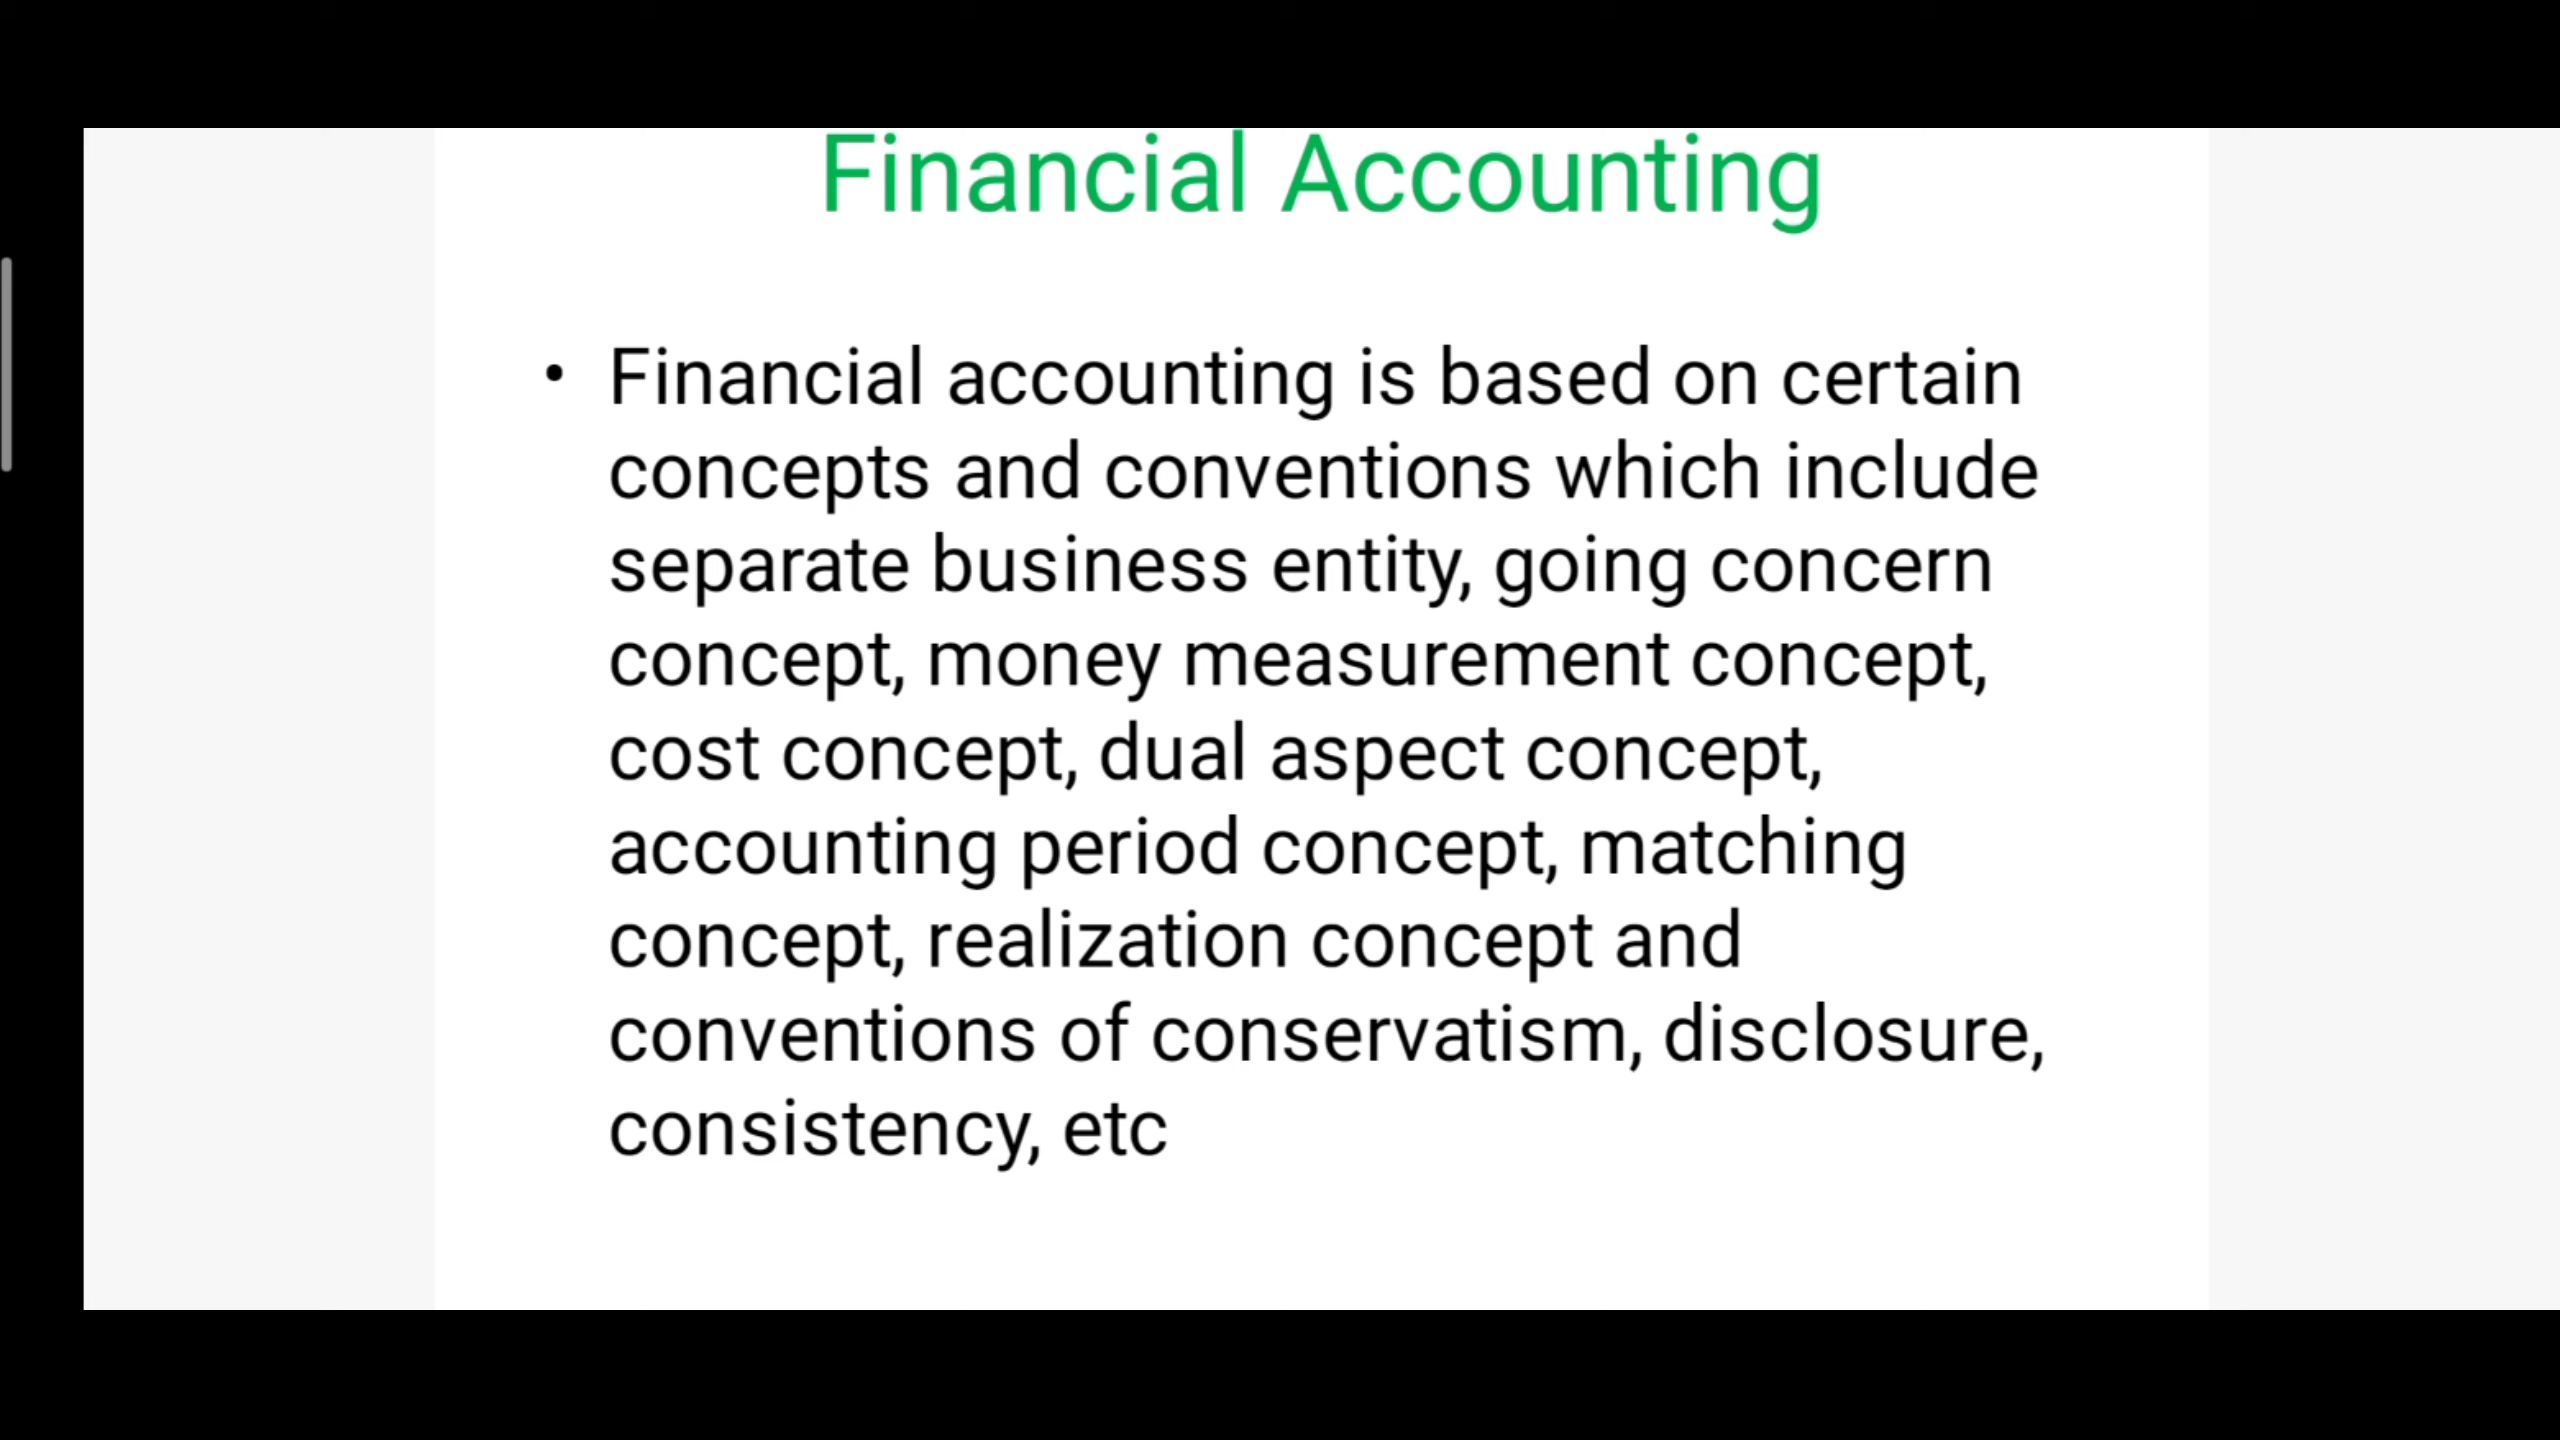 Financial Accounting
• Financial accounting is based on certain
concepts and conventions which include
separate business entity, going concern
concept, money measurement concept,
cost concept, dual aspect concept,
accounting period concept, matching
concept, realization concept and
conventions of conservatism, disclosure,
consistency, etc